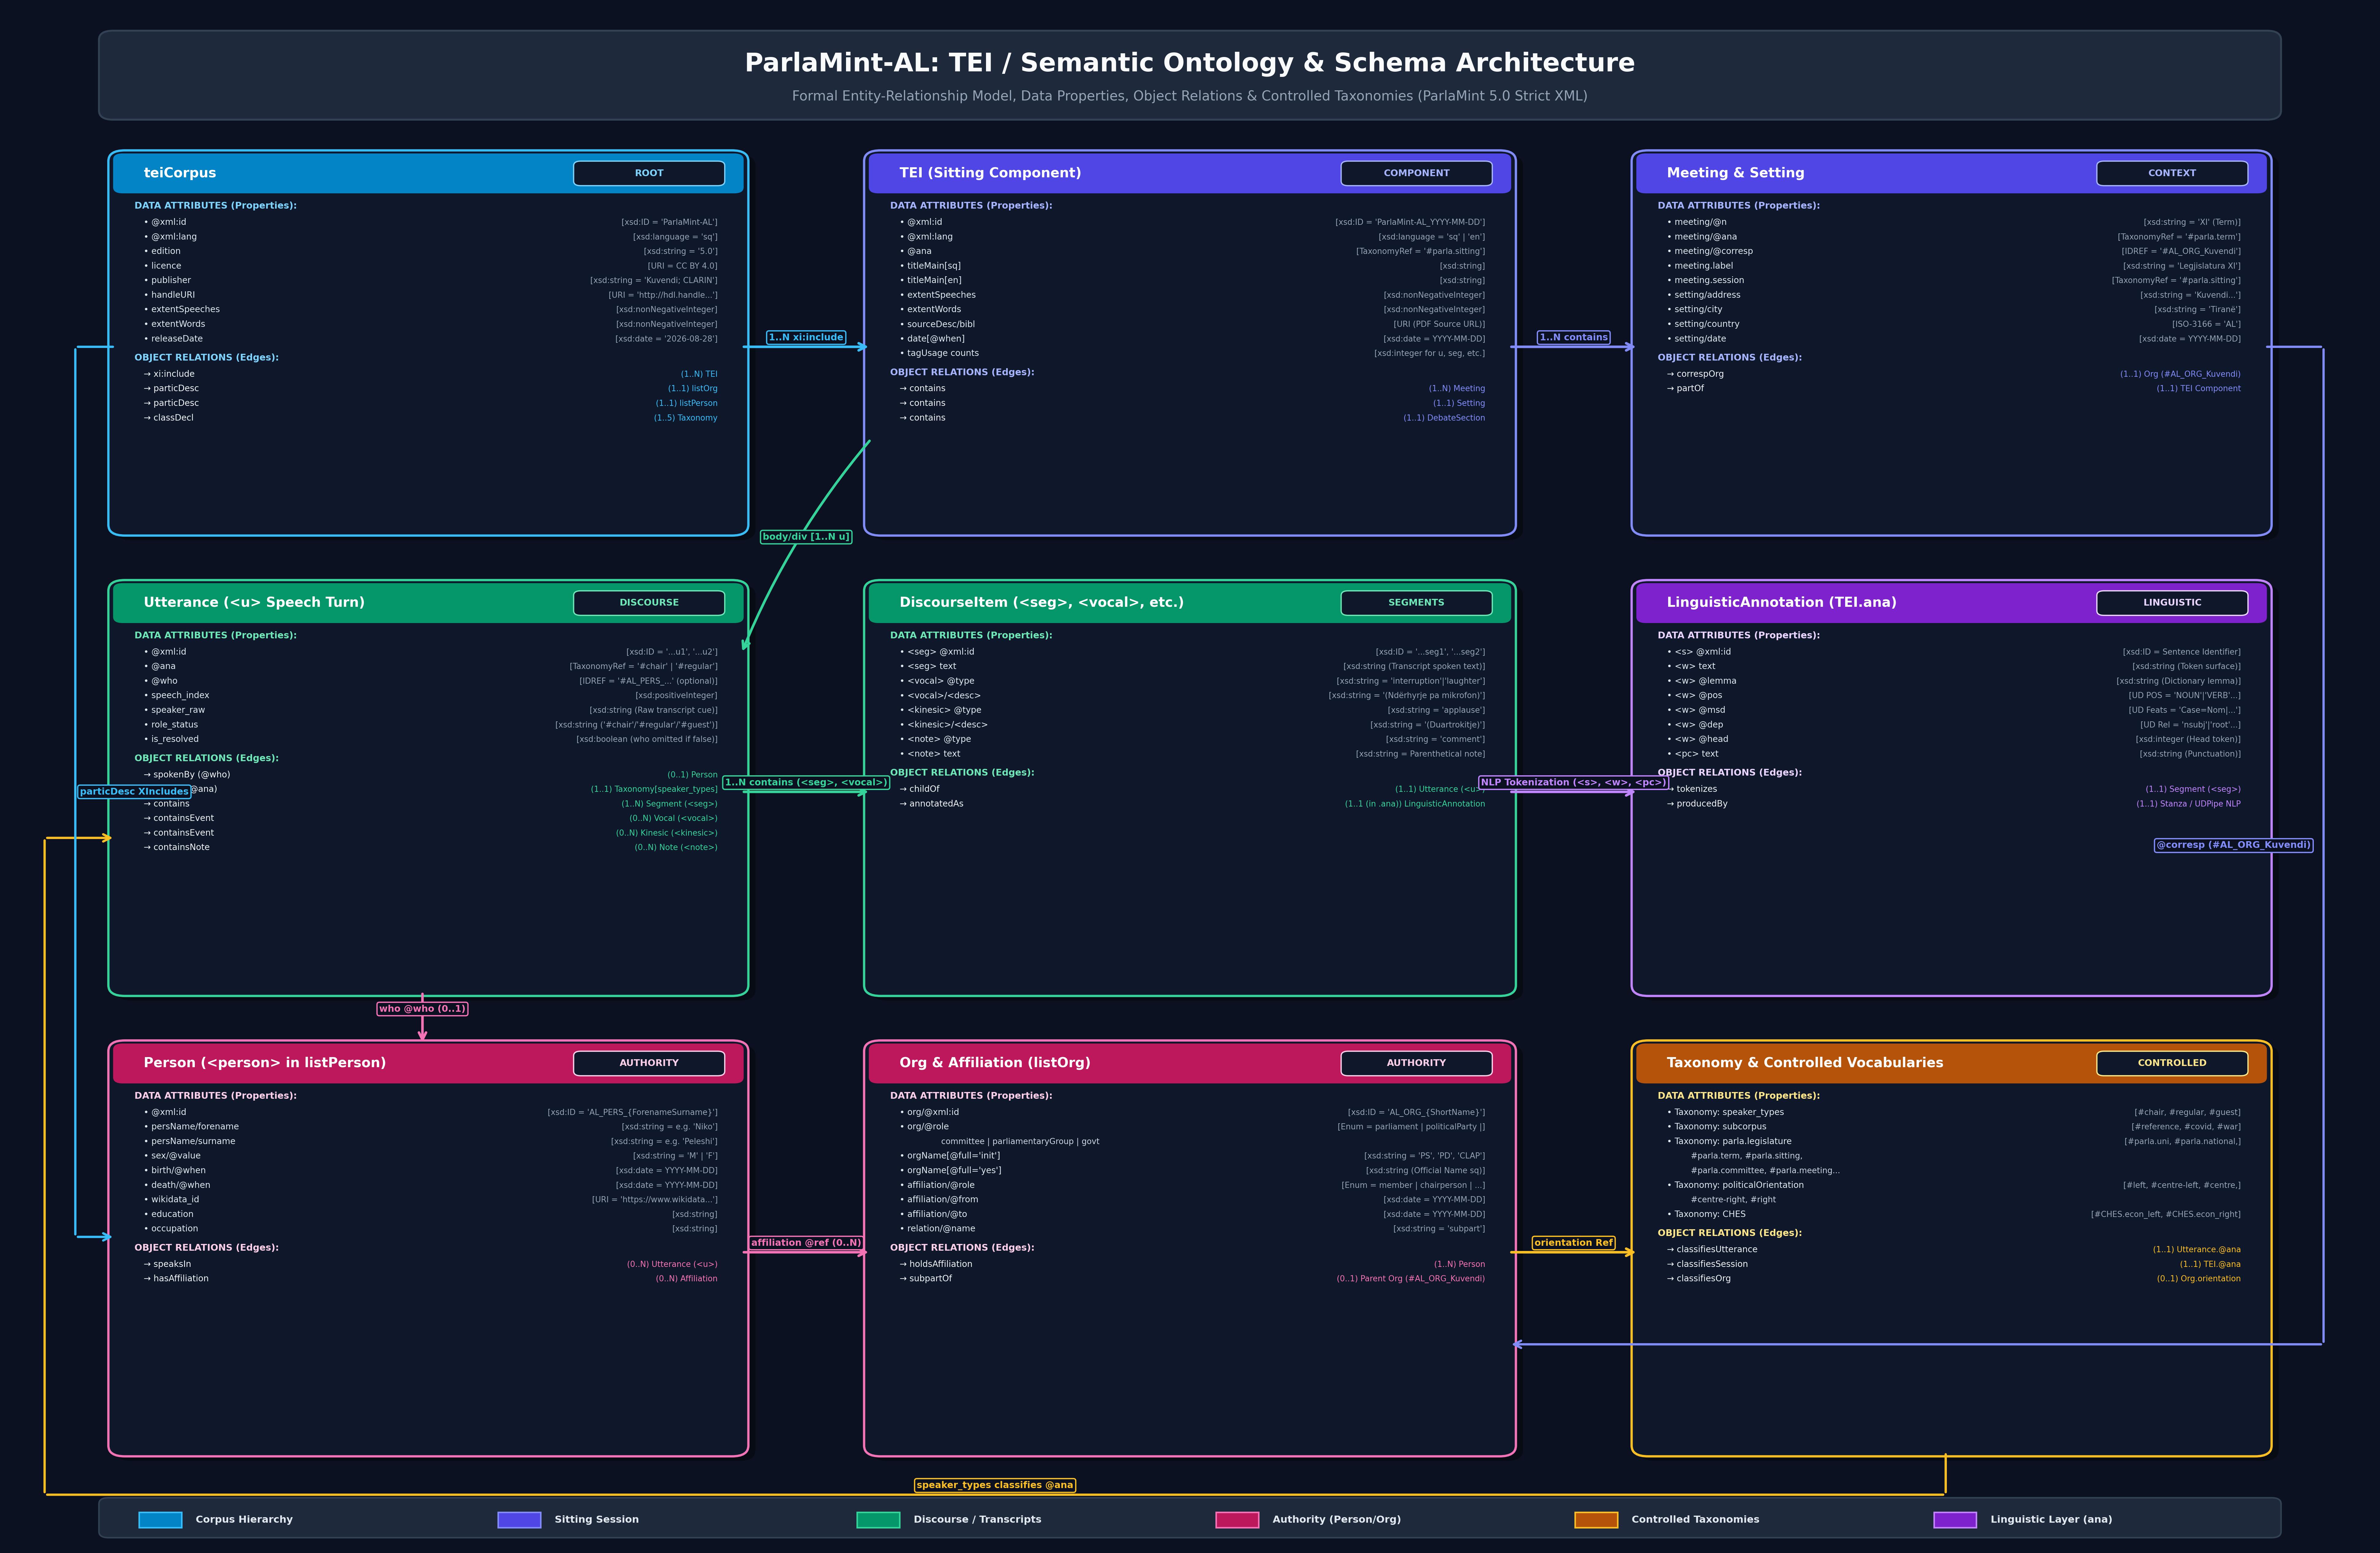 ParlaMint-AL: TEI / Semantic Ontology & Schema Architecture
Formal Entity-Relationship Model, Data Properties, Object Relations & Controlled Taxonomies (ParlaMint 5.0 Strict XML)
teiCorpus ROOT
DATA ATTRIBUTES (Properties):
• @xml:id [xsd:ID = 'ParlaMint-AL']
• @xml:lang [xsd:language = 'sq']
• edition [xsd:string = '5.0']
• licence [URI = CC BY 4.0]
• publisher [xsd:string = 'Kuvendi; CLARIN']
• handleURI [URI = 'http://hdl.handle...']
• extentSpeeches [xsd:nonNegativeInteger]
• extentWords [xsd:nonNegativeInteger]
• releaseDate [xsd:date = '2026-08-28']
OBJECT RELATIONS (Edges):
→ xi:include (1..N) TEI
→ particDesc (1..1) listOrg
→ particDesc (1..1) listPerson
→ classDecl (1..5) Taxonomy
1..N xi:include
TEI (Sitting Component) COMPONENT
DATA ATTRIBUTES (Properties):
• @xml:id [xsd:ID = 'ParlaMint-AL_YYYY-MM-DD']
• @xml:lang [xsd:language = 'sq' | 'en']
• @ana [TaxonomyRef = '#parla.sitting']
• titleMain[sq] [xsd:string]
• titleMain[en] [xsd:string]
• extentSpeeches [xsd:nonNegativeInteger]
• extentWords [xsd:nonNegativeInteger]
• sourceDesc/bibl [URI (PDF Source URL)]
• date[@when] [xsd:date = YYYY-MM-DD]
• tagUsage counts [xsd:integer for u, seg, etc.]
OBJECT RELATIONS (Edges):
→ contains (1..N) Meeting
→ contains (1..1) Setting
→ contains (1..1) DebateSection
1..N contains
Meeting & Setting CONTEXT
DATA ATTRIBUTES (Properties):
• meeting/@n [xsd:string = 'XI' (Term)]
• meeting/@ana [TaxonomyRef = '#parla.term']
• meeting/@corresp [IDREF = '#AL_ORG_Kuvendi']
• meeting.label [xsd:string = 'Legjislatura XI']
• meeting.session [TaxonomyRef = '#parla.sitting']
• setting/address [xsd:string = 'Kuvendi...']
• setting/city [xsd:string = 'Tiranë']
• setting/country [ISO-3166 = 'AL']
• setting/date [xsd:date = YYYY-MM-DD]
OBJECT RELATIONS (Edges):
→ correspOrg (1..1) Org (#AL_ORG_Kuvendi)
→ partOf (1..1) TEI Component
body/div [1..N u]
Utterance (<u> Speech Turn) DISCOURSE
DATA ATTRIBUTES (Properties):
• @xml:id [xsd:ID = '...u1', '...u2']
• @ana [TaxonomyRef = '#chair' | '#regular']
• @who [IDREF = '#AL_PERS_...' (optional)]
• speech_index [xsd:positiveInteger]
• speaker_raw [xsd:string (Raw transcript cue)]
• role_status [xsd:string ('#chair'/'#regular'/'#guest')]
• is_resolved [xsd:boolean (who omitted if false)]
OBJECT RELATIONS (Edges):
→ spokenBy (@who) (0..1) Person
@ana) (1..1) Taxonomy[speaker_types]
→ contains (1..N) Segment (<seg>)
→ containsEvent (0..N) Vocal (<vocal>)
→ containsEvent (0..N) Kinesic (<kinesic>)
→ containsNote (0..N) Note (<note>)
particDesc XIncludes
1..N contains (<seg>, <vocal>)
DiscourseItem (<seg>, <vocal>, etc.) SEGMENTS
DATA ATTRIBUTES (Properties):
• <seg> @xml:id [xsd:ID = '...seg1', '...seg2']
• <seg> text [xsd:string (Transcript spoken text)]
• <vocal> @type [xsd:string = 'interruption'|'laughter']
• <vocal>/<desc> [xsd:string = '(Ndërhyrje pa mikrofon)']
• <kinesic> @type [xsd:string = 'applause']
• <kinesic>/<desc> [xsd:string = '(Duartrokitje)']
• <note> @type [xsd:string = 'comment']
• <note> text [xsd:string = Parenthetical note]
OBJECT RELATIONS (Edges):
→ childOf (1..1) Utterance (<u>)
→ annotatedAs (1..1 (in .ana)) LinguisticAnnotation
NLP Tokenization (<s>, <w>, <pc>)
LinguisticAnnotation (TEI.ana) LINGUISTIC
DATA ATTRIBUTES (Properties):
• <s> @xml:id [xsd:ID = Sentence Identifier]
• <w> text [xsd:string (Token surface)]
• <w> @lemma [xsd:string (Dictionary lemma)]
• <w> @pos [UD POS = 'NOUN'|'VERB'...]
• <w> @msd [UD Feats = 'Case=Nom|...']
• <w> @dep [UD Rel = 'nsubj'|'root'...]
• <w> @head [xsd:integer (Head token)]
• <pc> text [xsd:string (Punctuation)]
OBJECT RELATIONS (Edges):
→ tokenizes (1..1) Segment (<seg>)
→ producedBy (1..1) Stanza / UDPipe NLP
@corresp (#AL_ORG_Kuvendi)
who @who (0..1)
Person (<person> in listPerson) AUTHORITY
DATA ATTRIBUTES (Properties):
• @xml:id [xsd:ID = 'AL_PERS_{ForenameSurname}']
• persName/forename [xsd:string = e.g. 'Niko']
• persName/surname [xsd:string = e.g. 'Peleshi']
• sex/@value [xsd:string = 'M' | 'F']
• birth/@when [xsd:date = YYYY-MM-DD]
• death/@when [xsd:date = YYYY-MM-DD]
• wikidata_id [URI = 'https://www.wikidata...']
• education [xsd:string]
• occupation [xsd:string]
OBJECT RELATIONS (Edges):
→ speaksIn (0..N) Utterance (<u>)
→ hasAffiliation (0..N) Affiliation
affiliation @ref (0..N)
Org & Affiliation (listOrg) AUTHORITY
DATA ATTRIBUTES (Properties):
• org/@xml:id [xsd:ID = 'AL_ORG_{ShortName}']
• org/@role [Enum = parliament | politicalParty |]
committee | parliamentaryGroup | govt
• orgName[@full='init'] [xsd:string = 'PS', 'PD', 'CLAP']
• orgName[@full='yes'] [xsd:string (Official Name sq)]
• affiliation/@role [Enum = member | chairperson | ...]
• affiliation/@from [xsd:date = YYYY-MM-DD]
• affiliation/@to [xsd:date = YYYY-MM-DD]
• relation/@name [xsd:string = 'subpart']
OBJECT RELATIONS (Edges):
→ holdsAffiliation (1..N) Person
→ subpartOf (0..1) Parent Org (#AL_ORG_Kuvendi)
orientation Ref
Taxonomy & Controlled Vocabularies CONTROLLED
DATA ATTRIBUTES (Properties):
• Taxonomy: speaker_types [#chair, #regular, #guest]
• Taxonomy: subcorpus [#reference, #covid, #war]
• Taxonomy: parla.legislature [#parla.uni, #parla.national,]
#parla.term, #parla.sitting,
#parla.committee, #parla.meeting...
• Taxonomy: politicalOrientation [#left, #centre-left, #centre,]
#centre-right, #right
• Taxonomy: CHES [#CHES.econ_left, #CHES.econ_right]
OBJECT RELATIONS (Edges):
→ classifiesUtterance (1..1) Utterance.@ana
→ classifiesSession (1..1) TEI.@ana
→ classifiesOrg (0..1) Org.orientation
speaker_types classifies @ana
Corpus Hierarchy
Sitting Session
Discourse / Transcripts
Authority (Person/Org)
Controlled Taxonomies
Linguistic Layer (ana)